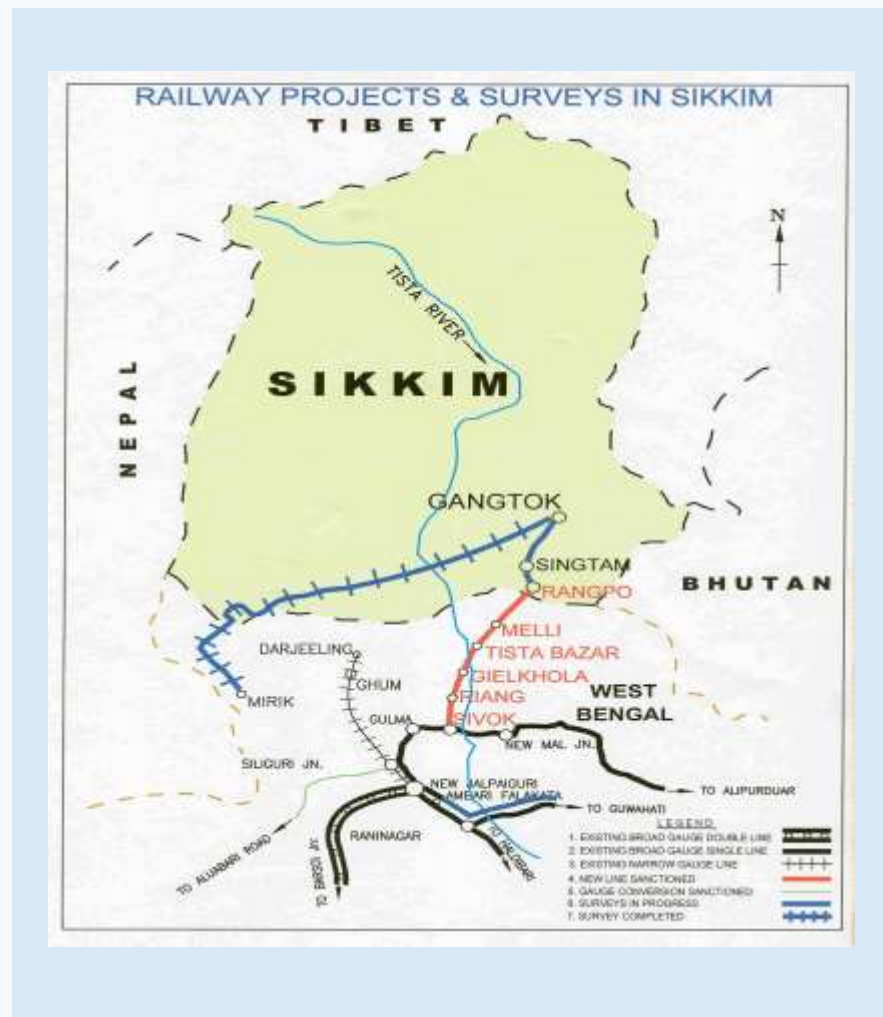 RAILWAY PROJECTS & SURVEYS IN SIKKIM
TIBET
N
TISTA RIVER
SIKKIM
NEPAL
GANGTOK
SINGTAM
BHUTAN
RANGPO
MELLI
DARJEELING
TISTA BAZAR
GIELKHOLA
GHUM
WEST
BENGAL
MIRIK
RIANG
GULMA
SIVOK
NEW MAL JN.
SILIGURI JN.
NEW JALPAIGURI
TO ALIPURDUAR
AMBARI FALAKATA
TO GUWAHATI
RANINAGAR
TO ALUABARI ROAD
LEGEND
1. EXISTING BROAD GAUGE DOUBLE LINE
2. EXISTING BROAD GAUGE SINGLE LINE
3. EXISTING NARROW GAUGE LINE
4. NEW LINE SANCTIONED
5. GAUGE CONVERSION SANCTIONED
6. SURVEYS IN PROGRESS
7. SURVEY COMPLETED